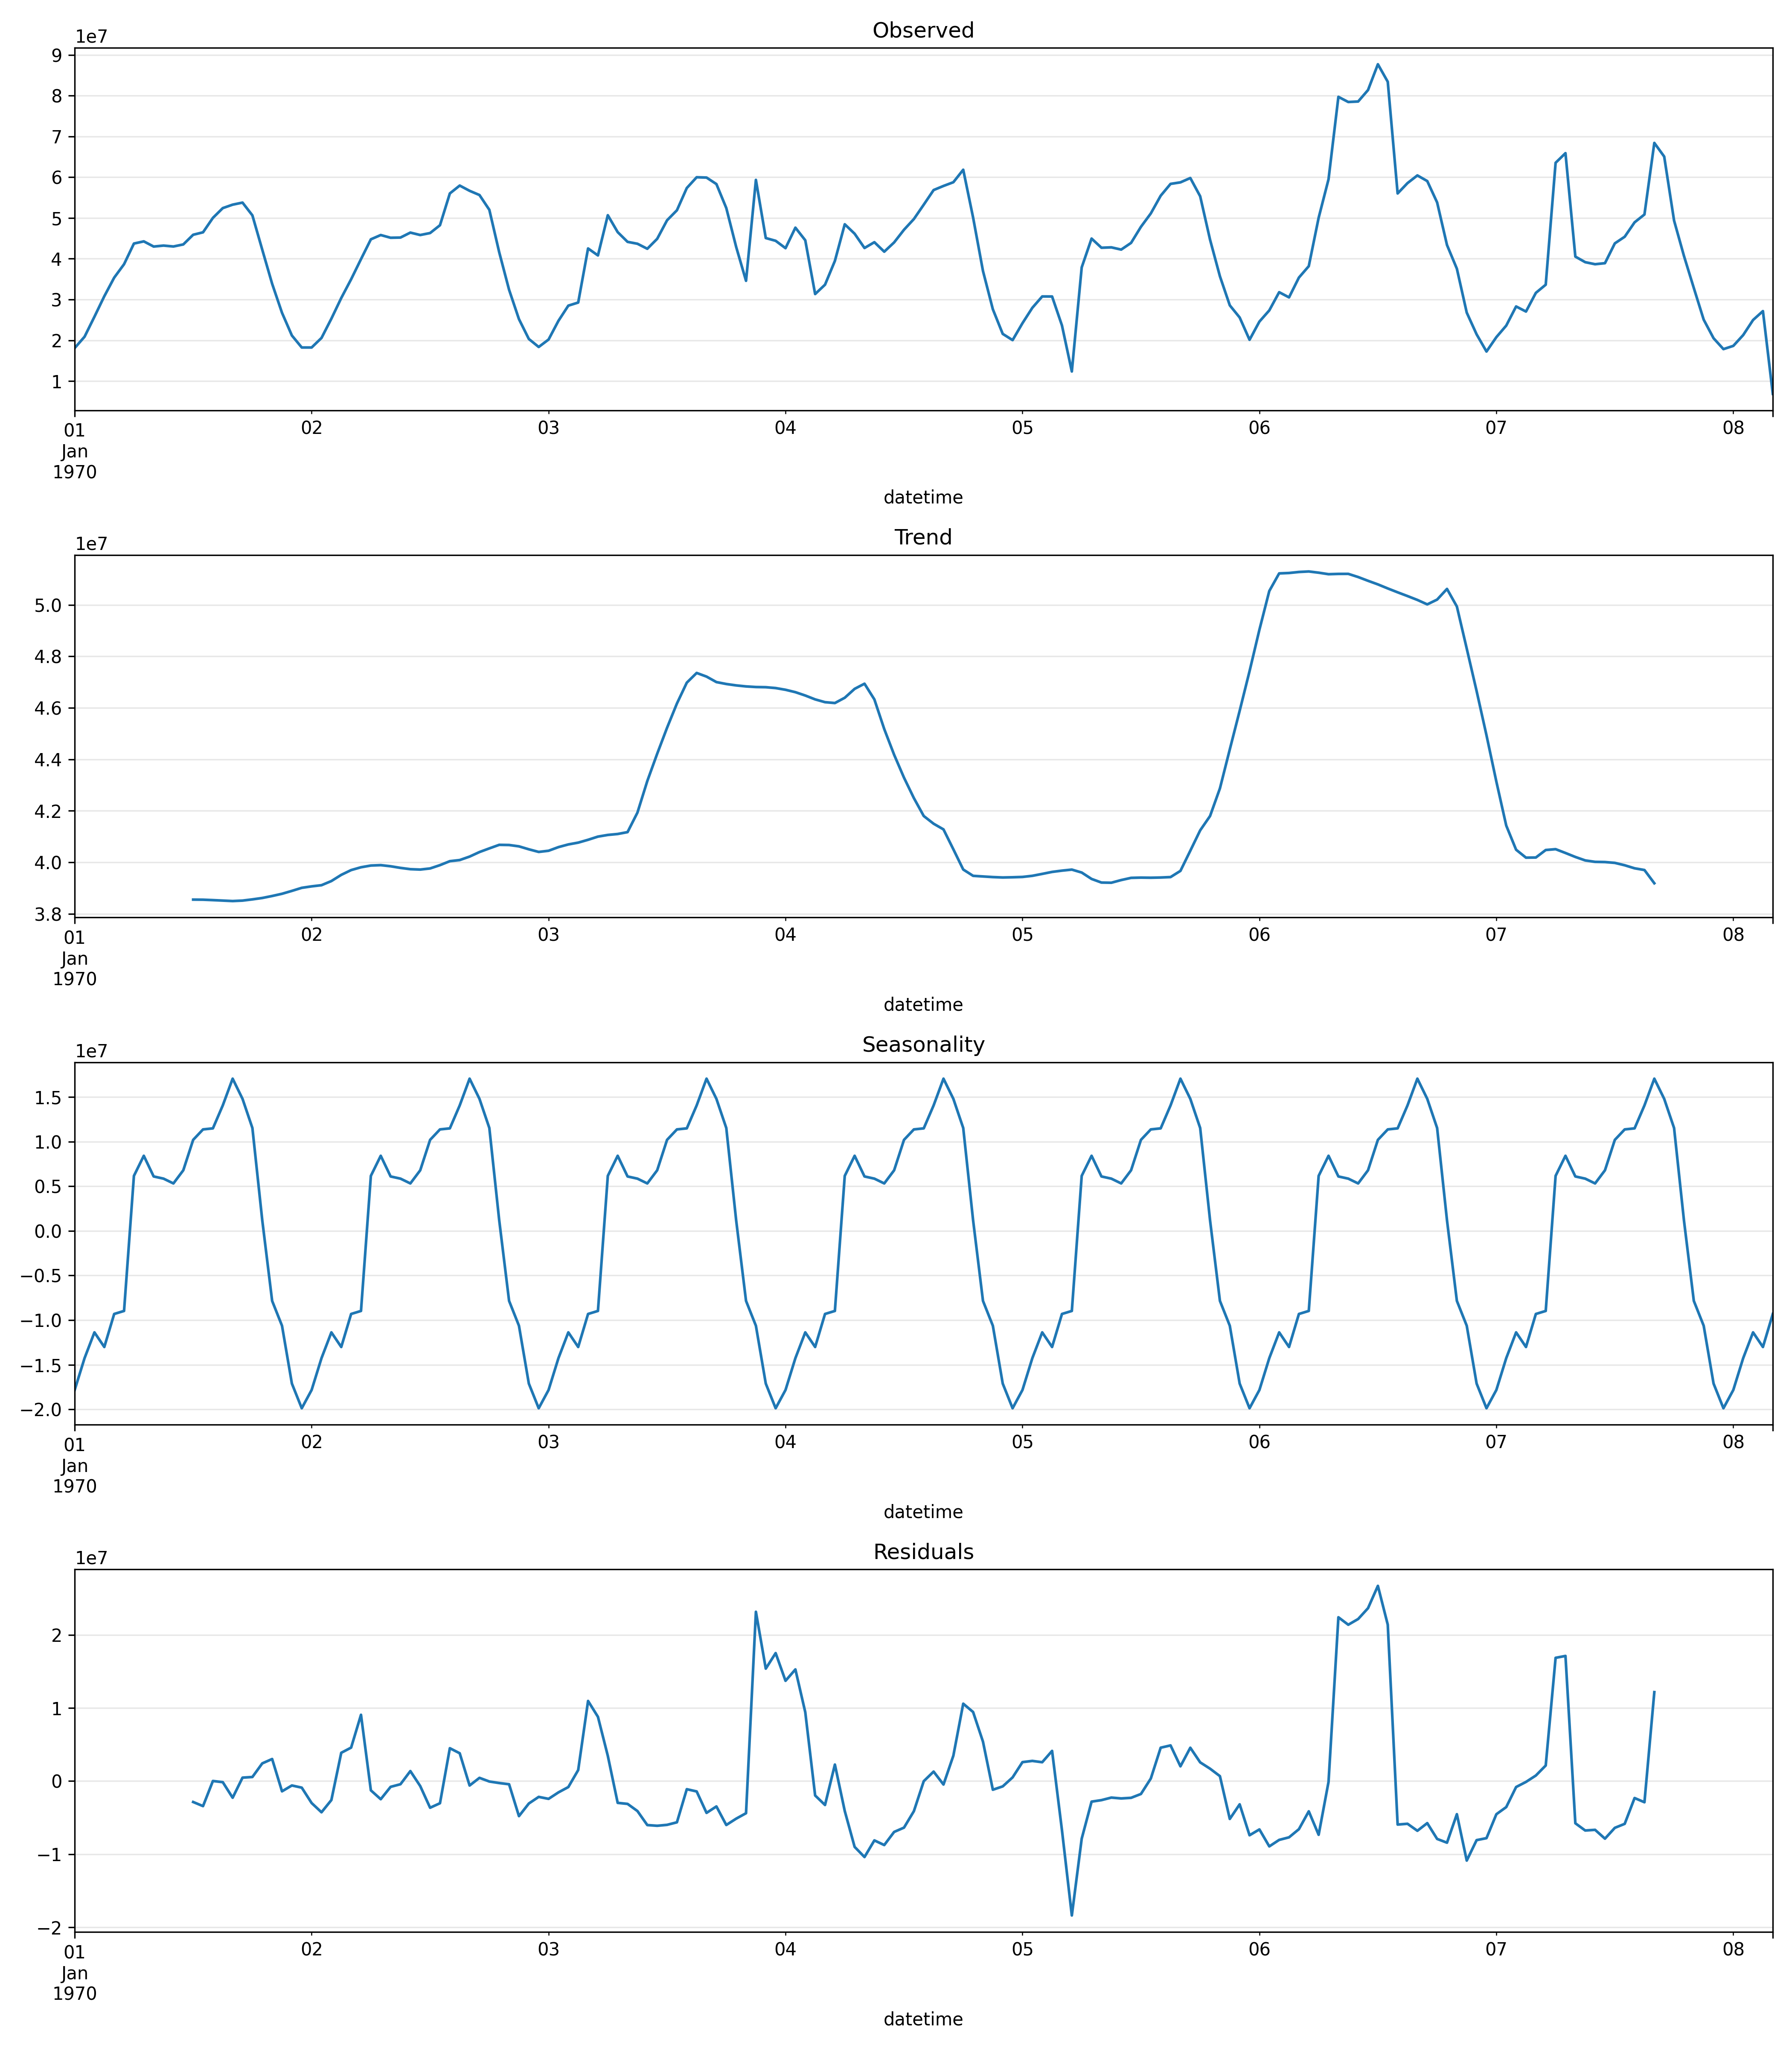 Observed
1e7
9
8
7
6
5
4
3
2
1
01 02 03 04 05 06 07 08
Jan
1970
datetime
Trend
1e7
5.0
4.8
4.6
4.4
4.2
4.0
3.8
01 02 03 04 05 06 07 08
Jan
1970
datetime
Seasonality
1e7
1.5
1.0
0.5
0.0
−0.5
−1.0
−1.5
−2.0
01 02 03 04 05 06 07 08
Jan
1970
datetime
Residuals
1e7
2
1
0
−1
−2
01 02 03 04 05 06 07 08
Jan
1970
datetime